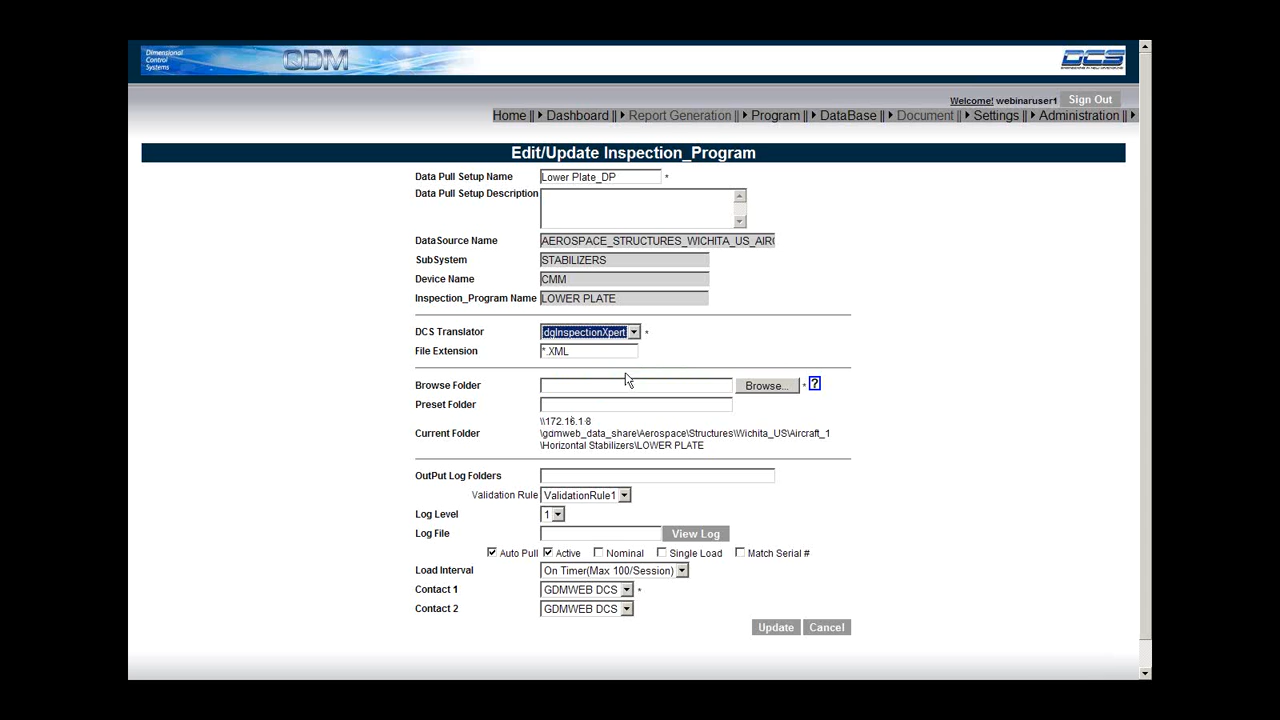 Dimensional
Control
Systems
QDM
DCS
Welcome! webinaruser1 Sign Out
Home || Dashboard || Report Generation || Program || DataBase || Document || Settings || Administration ||
Edit/Update Inspection_Program
Data Pull Setup Name Lower Plate_DP *
Data Pull Setup Description
DataSource Name AEROSPACE_STRUCTURES_WICHITA_US_AIRC
SubSystem STABILIZERS
Device Name CMM
Inspection_Program Name LOWER PLATE
DCS Translator dqInspectionXpert *
File Extension *.XML
Browse Folder Browse... * ?
Preset Folder
\\172.16.1.8
Current Folder \gdmweb_data_share\Aerospace\Structures\Wichita_US\Aircraft_1
\Horizontal Stabilizers\LOWER PLATE
OutPut Log Folders
Validation Rule ValidationRule1
Log Level 1
Log File View Log
Auto Pull Active Nominal Single Load Match Serial #
Load Interval On Timer(Max 100/Session)
Contact 1 GDMWEB DCS *
Contact 2 GDMWEB DCS
Update Cancel